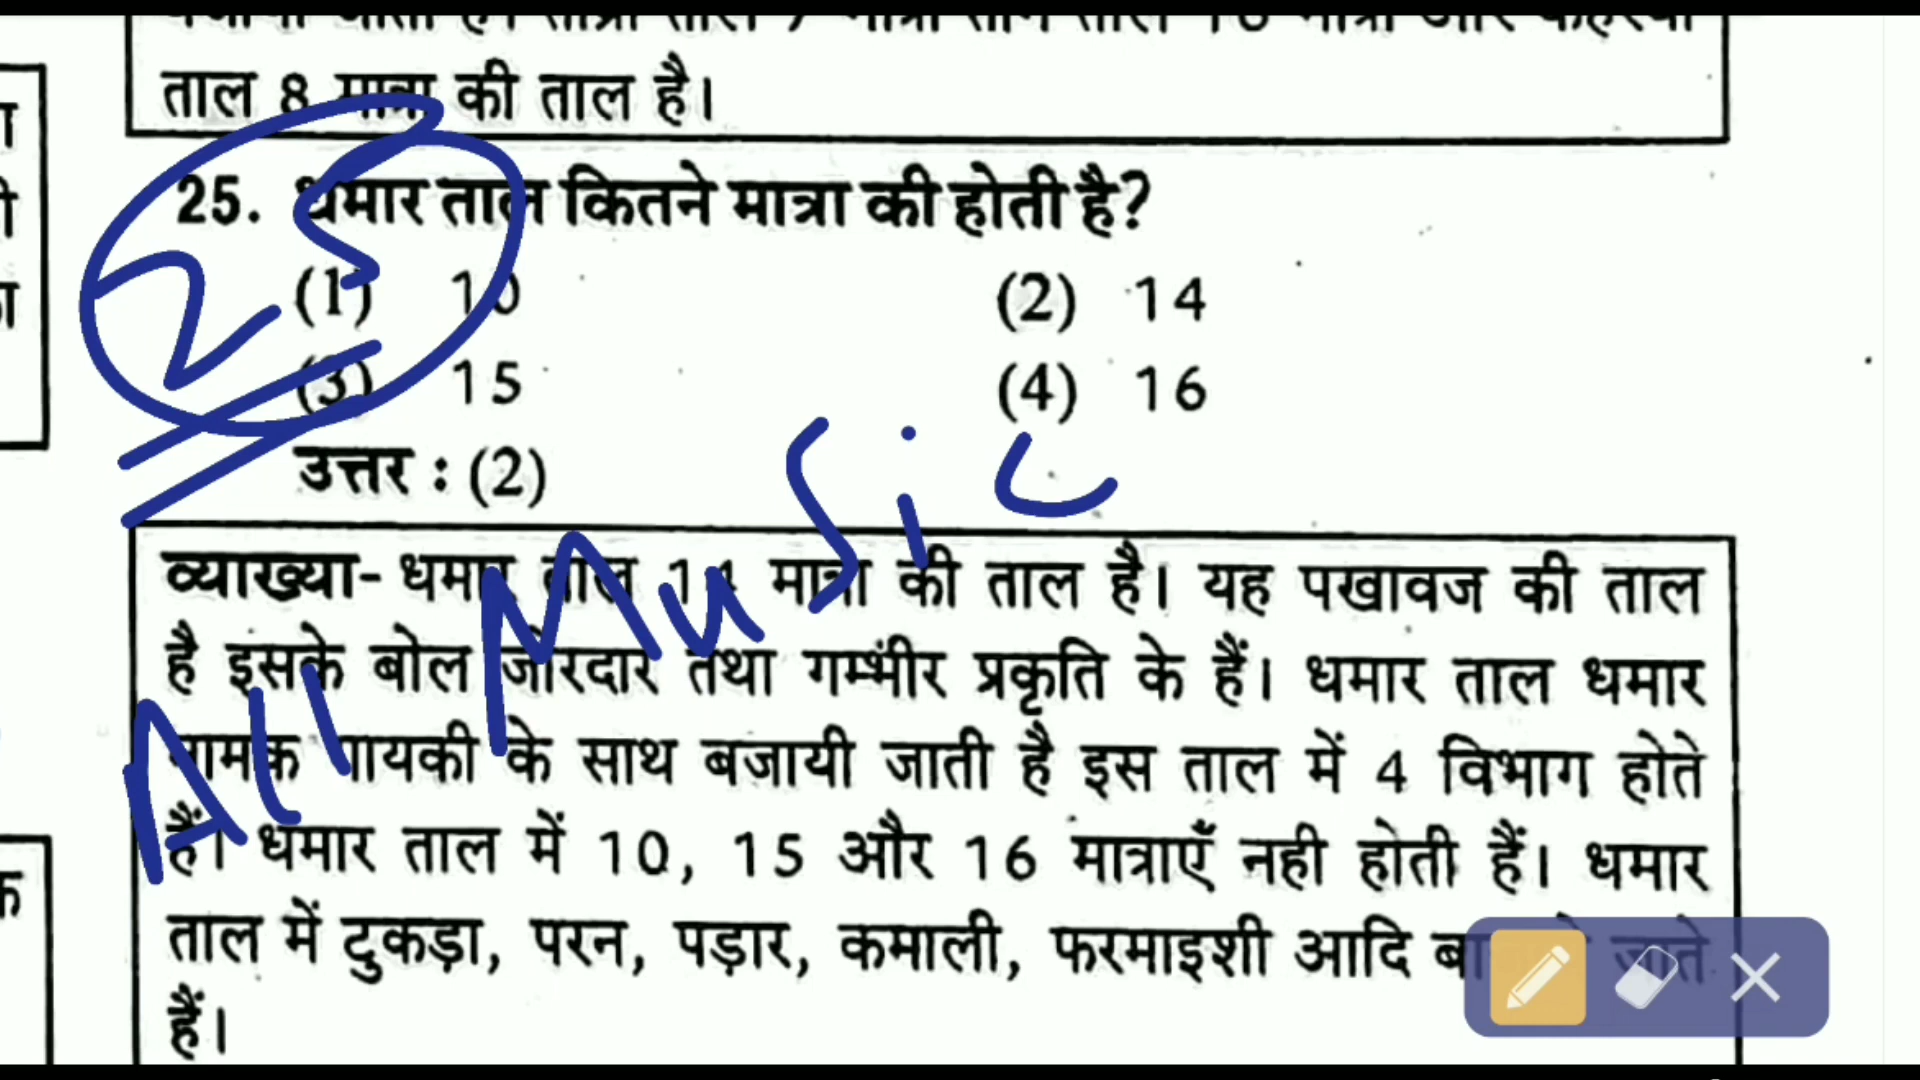 ताल 8 मात्रा की ताल है।
25. धमार ताल कितने मात्रा की होती है?
(1) 10 (2) 14
(3) 15 (4) 16
उत्तर : (2)
व्याख्या- धमार ताल 14 मात्रा की ताल है। यह पखावज की ताल
है इसके बोल जोरदार तथा गम्भींर प्रकृति के हैं। धमार ताल धमार
नामक गायकी के साथ बजायी जाती है इस ताल में 4 विभाग होते
हैं। धमार ताल में 10, 15 और 16 मात्राएँ नही होती हैं। धमार
ताल में टुकड़ा, परन, पड़ार, कमाली, फरमाइशी आदि जाते
हैं।
25
All Music